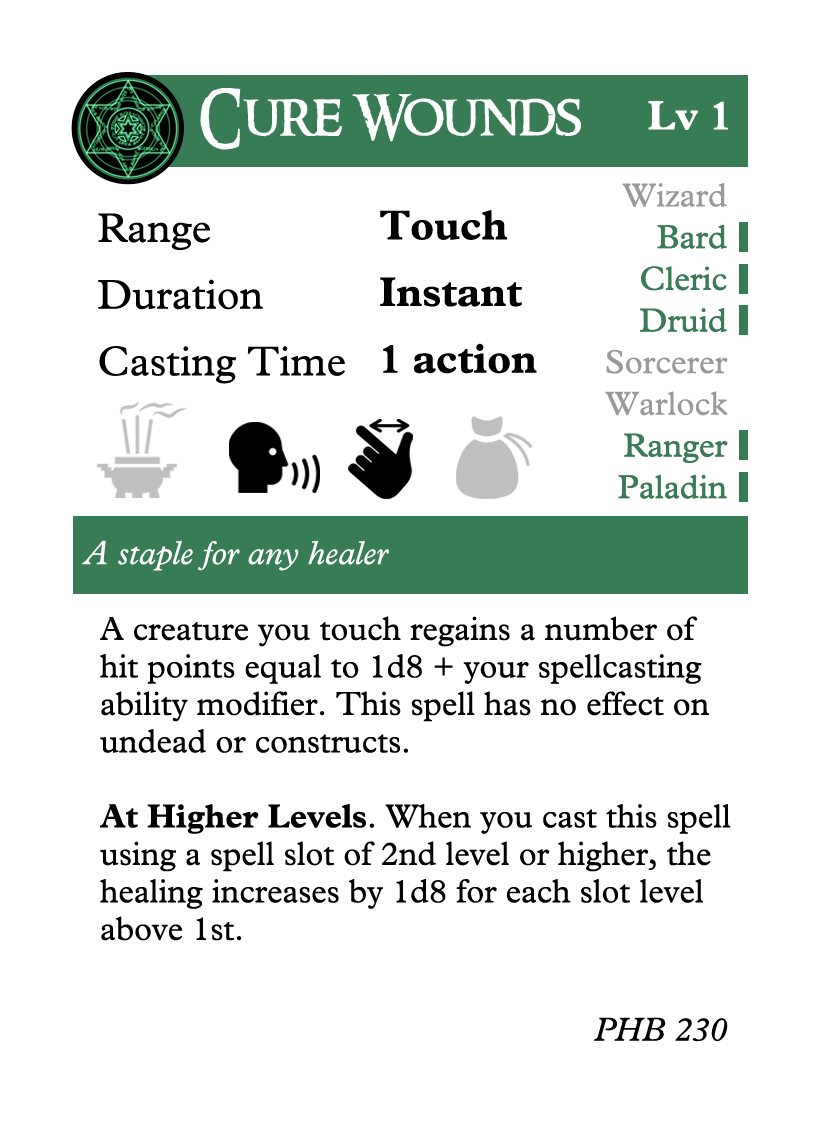 CURE WOUNDS Lv 1
Wizard
Range Touch
Bard
Cleric
Duration Instant
Druid
Casting Time 1 action
Sorcerer
Warlock
Ranger
Paladin
A staple for any healer
A creature you touch regains a number of
hit points equal to 1d8 + your spellcasting
ability modifier. This spell has no effect on
undead or constructs.
At Higher Levels. When you cast this spell
using a spell slot of 2nd level or higher, the
healing increases by 1d8 for each slot level
above 1st.
PHB 230